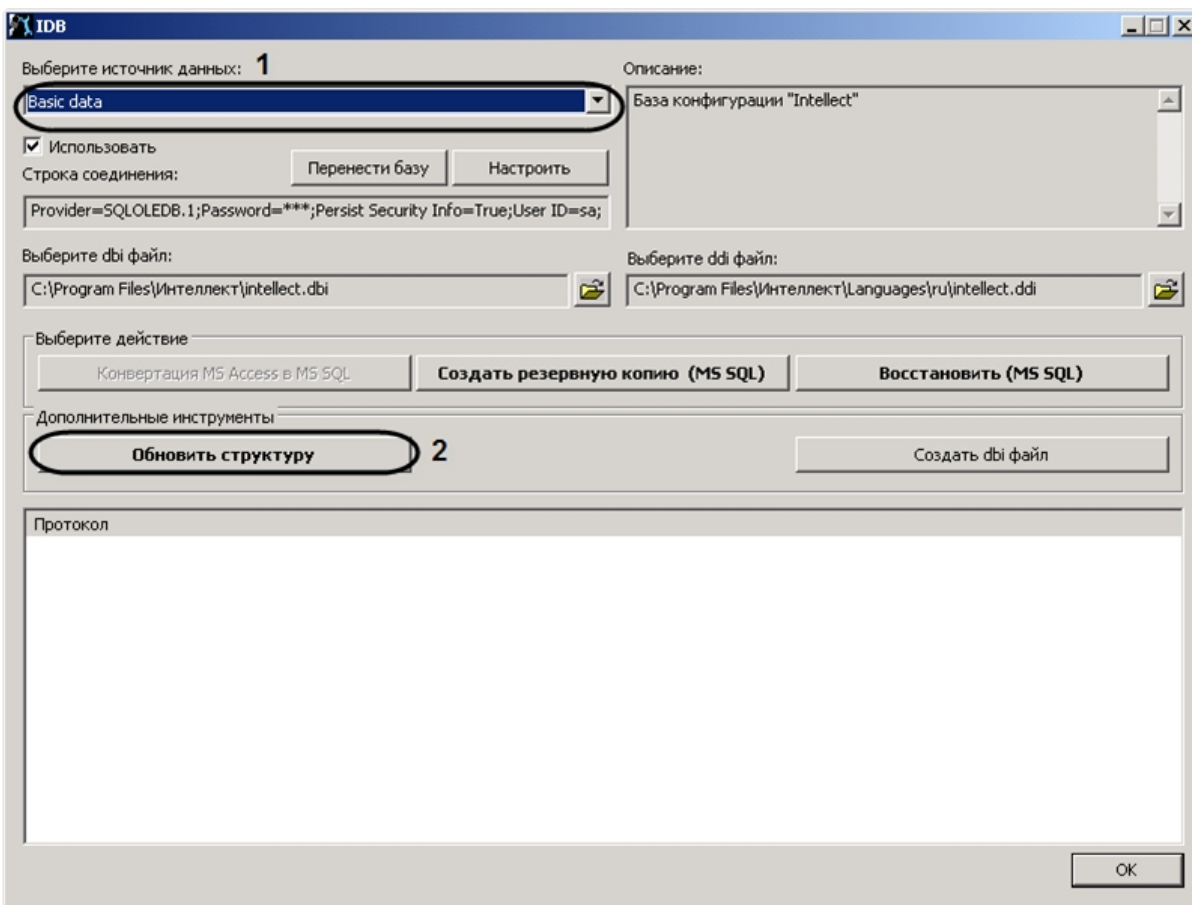 IDB
Выберите источник данных: 1
Описание:
Basic data
База конфигурации "Intellect"
Использовать
Перенести базу
Настроить
Строка соединения:
Provider=SQLOLEDB.1;Password=***;Persist Security Info=True;User ID=sa;
Выберите dbi файл:
Выберите ddi файл:
C:\Program Files\Интеллект\intellect.dbi
C:\Program Files\Интеллект\Languages\ru\intellect.ddi
Выберите действие
Конвертация MS Access в MS SQL
Создать резервную копию (MS SQL)
Восстановить (MS SQL)
Дополнительные инструменты
Обновить структуру
2
Создать dbi файл
Протокол
OK